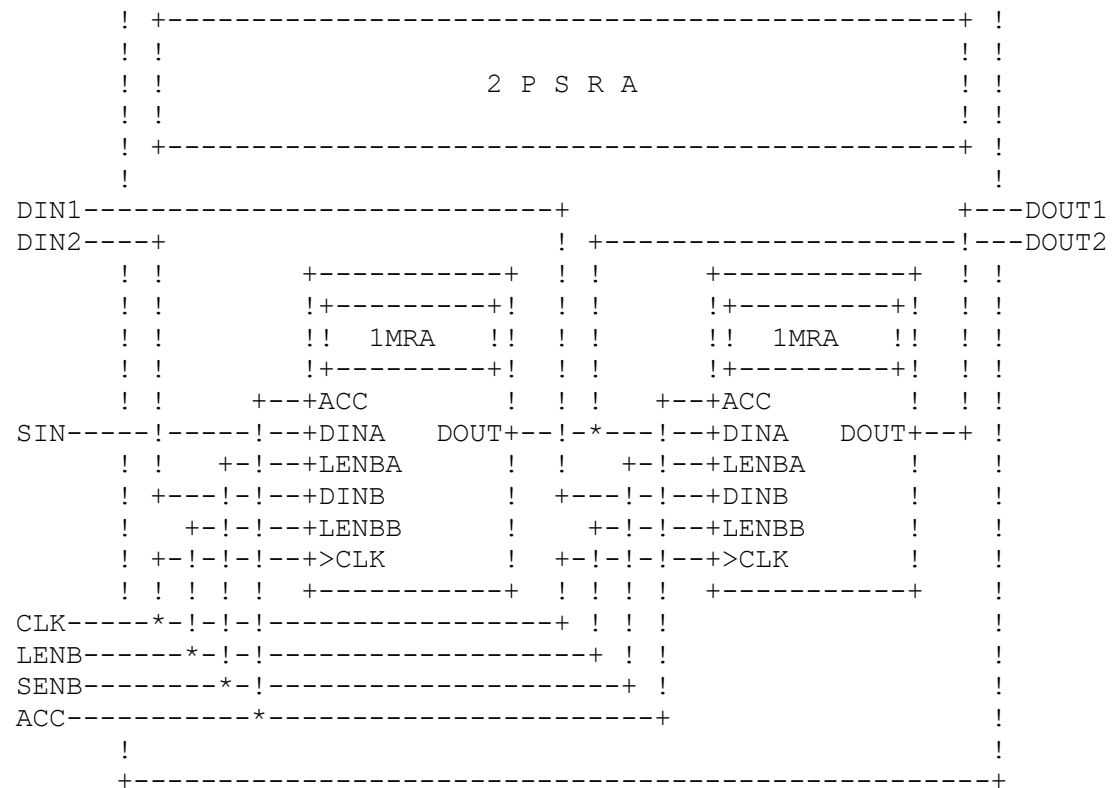 ! +-----------------------------------------------+ !
! !                                               ! !
! !                   2 P S R A                   ! !
! !                                               ! !
! +-----------------------------------------------+ !
!                                                   !
DIN1----------------------------+                       +---DOUT1
DIN2----+                       ! +---------------------!---DOUT2
! !        +-----------+  ! !      +-----------+  ! !
! !        !+---------+!  ! !      !+---------+!  ! !
! !        !!  1MRA   !!  ! !      !!  1MRA   !!  ! !
! !        !+---------+!  ! !      !+---------+!  ! !
! !     +--+ACC        !  ! !   +--+ACC        !  ! !
SIN-----!-----!--+DINA   DOUT+--!-*---!--+DINA   DOUT+--+ !
! !   +-!--+LENBA      !  !   +-!--+LENBA      !    !
! +---!-!--+DINB       !  +---!-!--+DINB       !    !
!   +-!-!--+LENBB      !    +-!-!--+LENBB      !    !
! +-!-!-!--+>CLK       !  +-!-!-!--+>CLK       !    !
! ! ! ! !  +-----------+  ! ! ! !  +-----------+    !
CLK-----*-!-!-!-----------------+ ! ! !                   !
LENB------*-!-!-------------------+ ! !                   !
SENB--------*-!---------------------+ !                   !
ACC-----------*-----------------------+                   !
!                                                   !
+---------------------------------------------------+